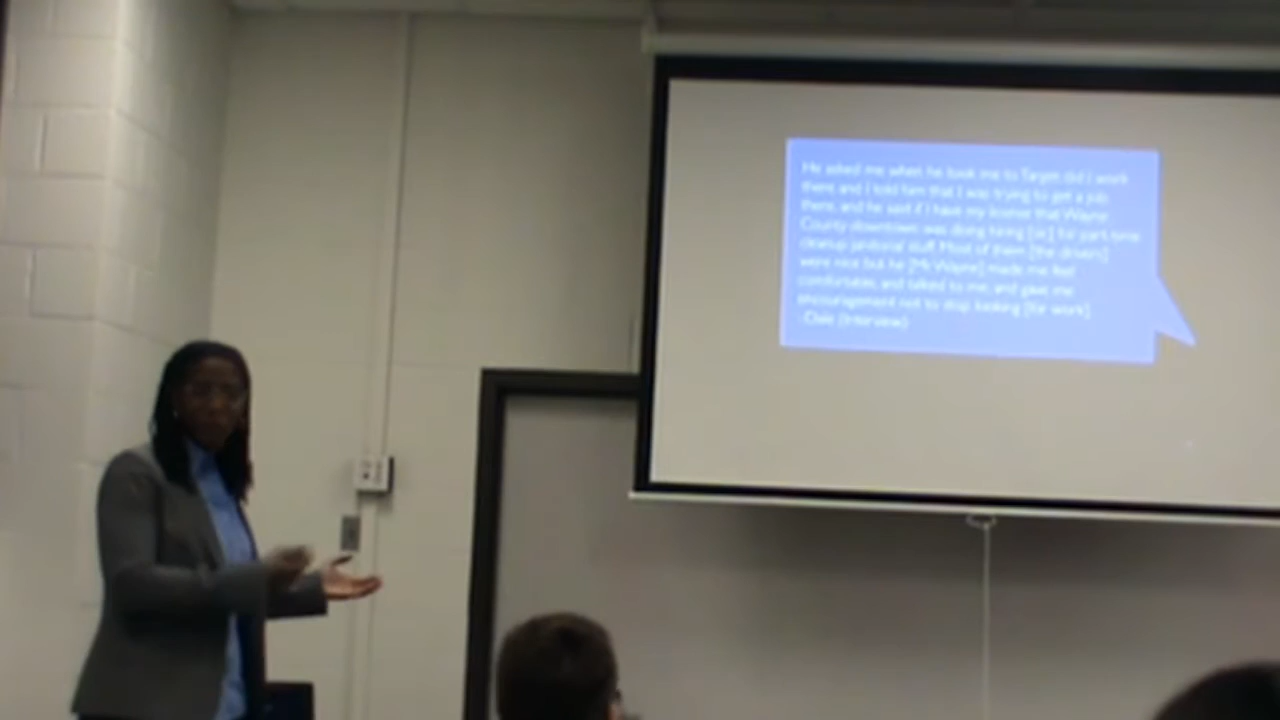 He asked me when he took me to Target did I work
there and I told him that I was trying to get a job
there, and he said if I have my license that Wayne
County downtown was doing hiring [sic] for part time
cleanup janitorial stuff. Most of them [the drivers]
were nice but he [Mr. Wayne] made me feel
comfortable, and talked to me, and gave me
encouragement not to stop looking [for work].
- Dale (Interview)